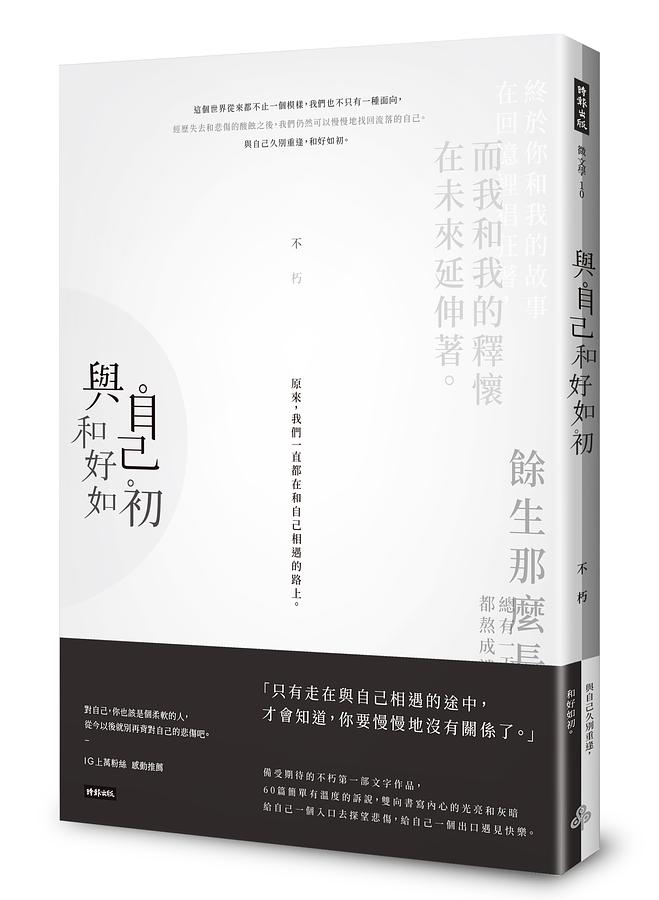 這個世界從來都不止一個模樣,我們也不只有一種面向,
經歷失去和悲傷的酸蝕之後,我們仍然可以慢慢地找回流落的自己。
與自己久別重逢,和好如初。
終於你和我的故事
在回憶裡猖狂著,
而我和我的釋懷
在未來延伸著。
不朽
與自己
和好如初
原來,我們一直都在和自己相遇的路上。
餘生那麼長
總有一天
都熬成
「只有走在與自己相遇的途中,
才會知道,你要慢慢地沒有關係了。」
對自己,你也該是個柔軟的人,
從今以後就別再背對自己的悲傷吧。
–
IG上萬粉絲 感動推薦
時報出版
備受期待的不朽第一部文字作品,
60篇簡單有溫度的訴說,雙向書寫內心的光亮和灰暗
給自己一個入口去探望悲傷,給自己一個出口遇見快樂。
時報出版
微文學 10
與自己和好如初
不朽
與自己久別重逢,
和好如初。